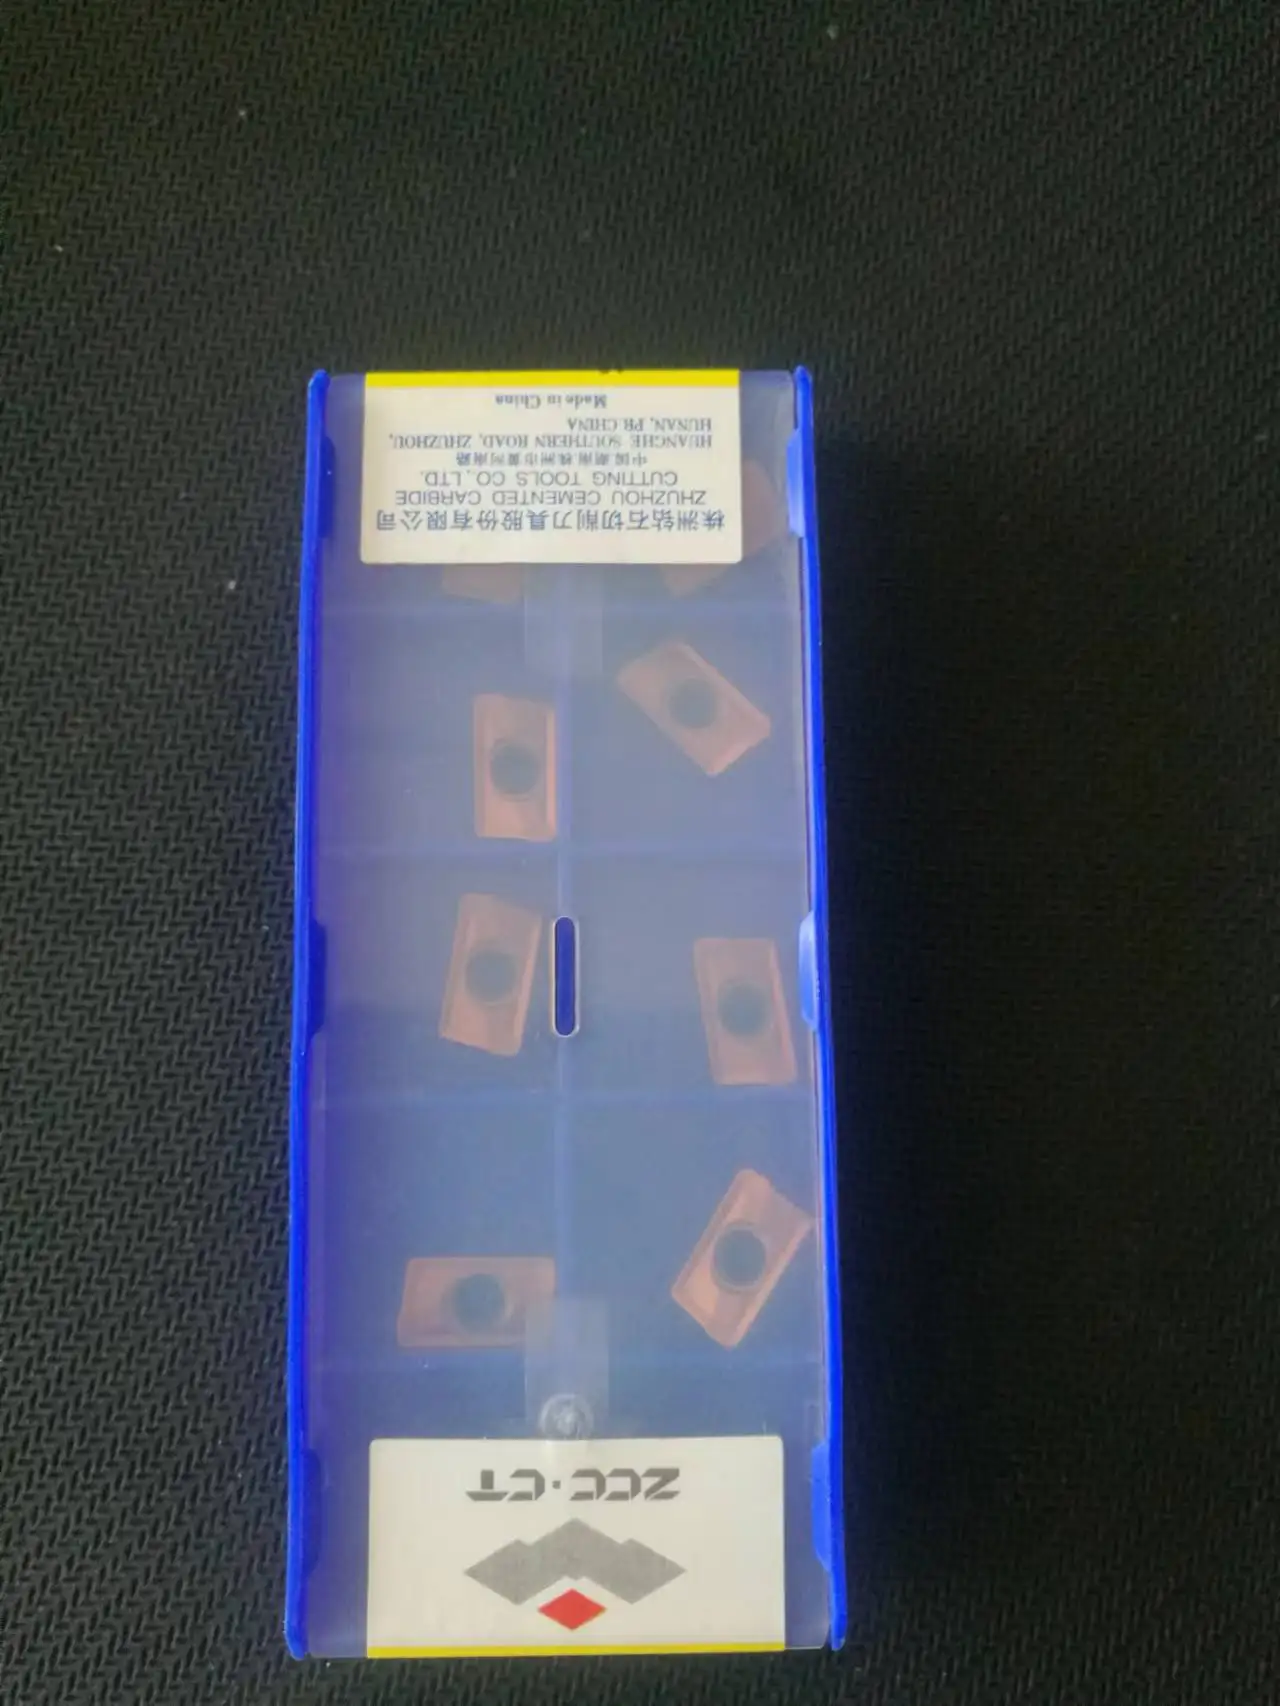 ZCC·CT
株洲钻石切削刀具股份有限公司
ZHUZHOU CEMENTED CARBIDE
CUTTING TOOLS CO.,LTD.
中国.湖南.株洲市黄河南路
HUANGHE SOUTHERN ROAD, ZHUZHOU,
HUNAN, PR.CHINA
Made in China